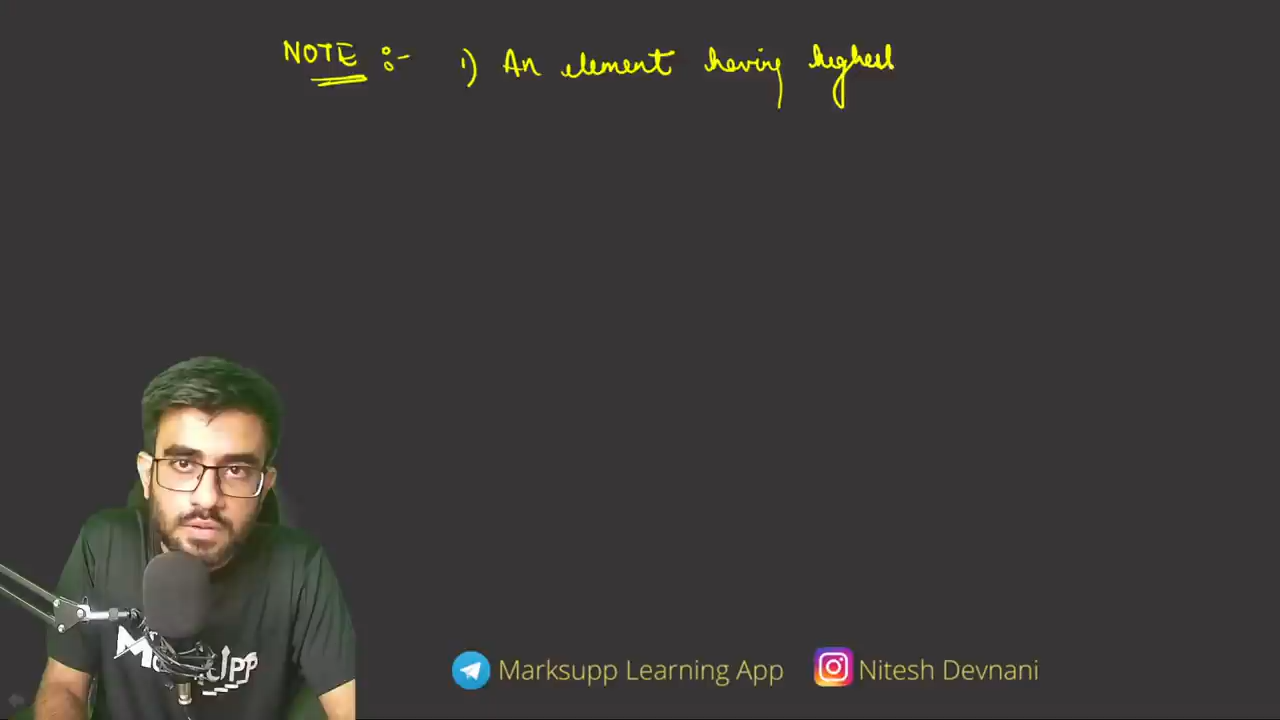 NOTE :- 1) An element having highest
Marksupp Learning App Nitesh Devnani